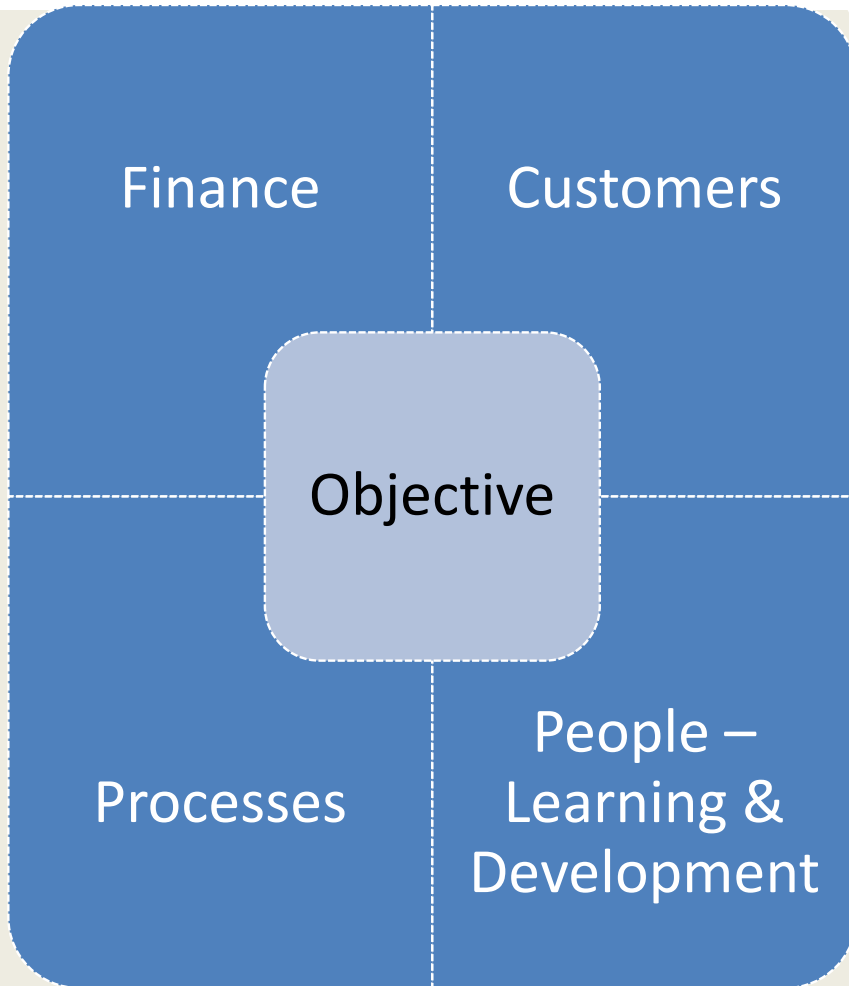 Finance
Customers
Objective
Processes
People –
Learning &
Development